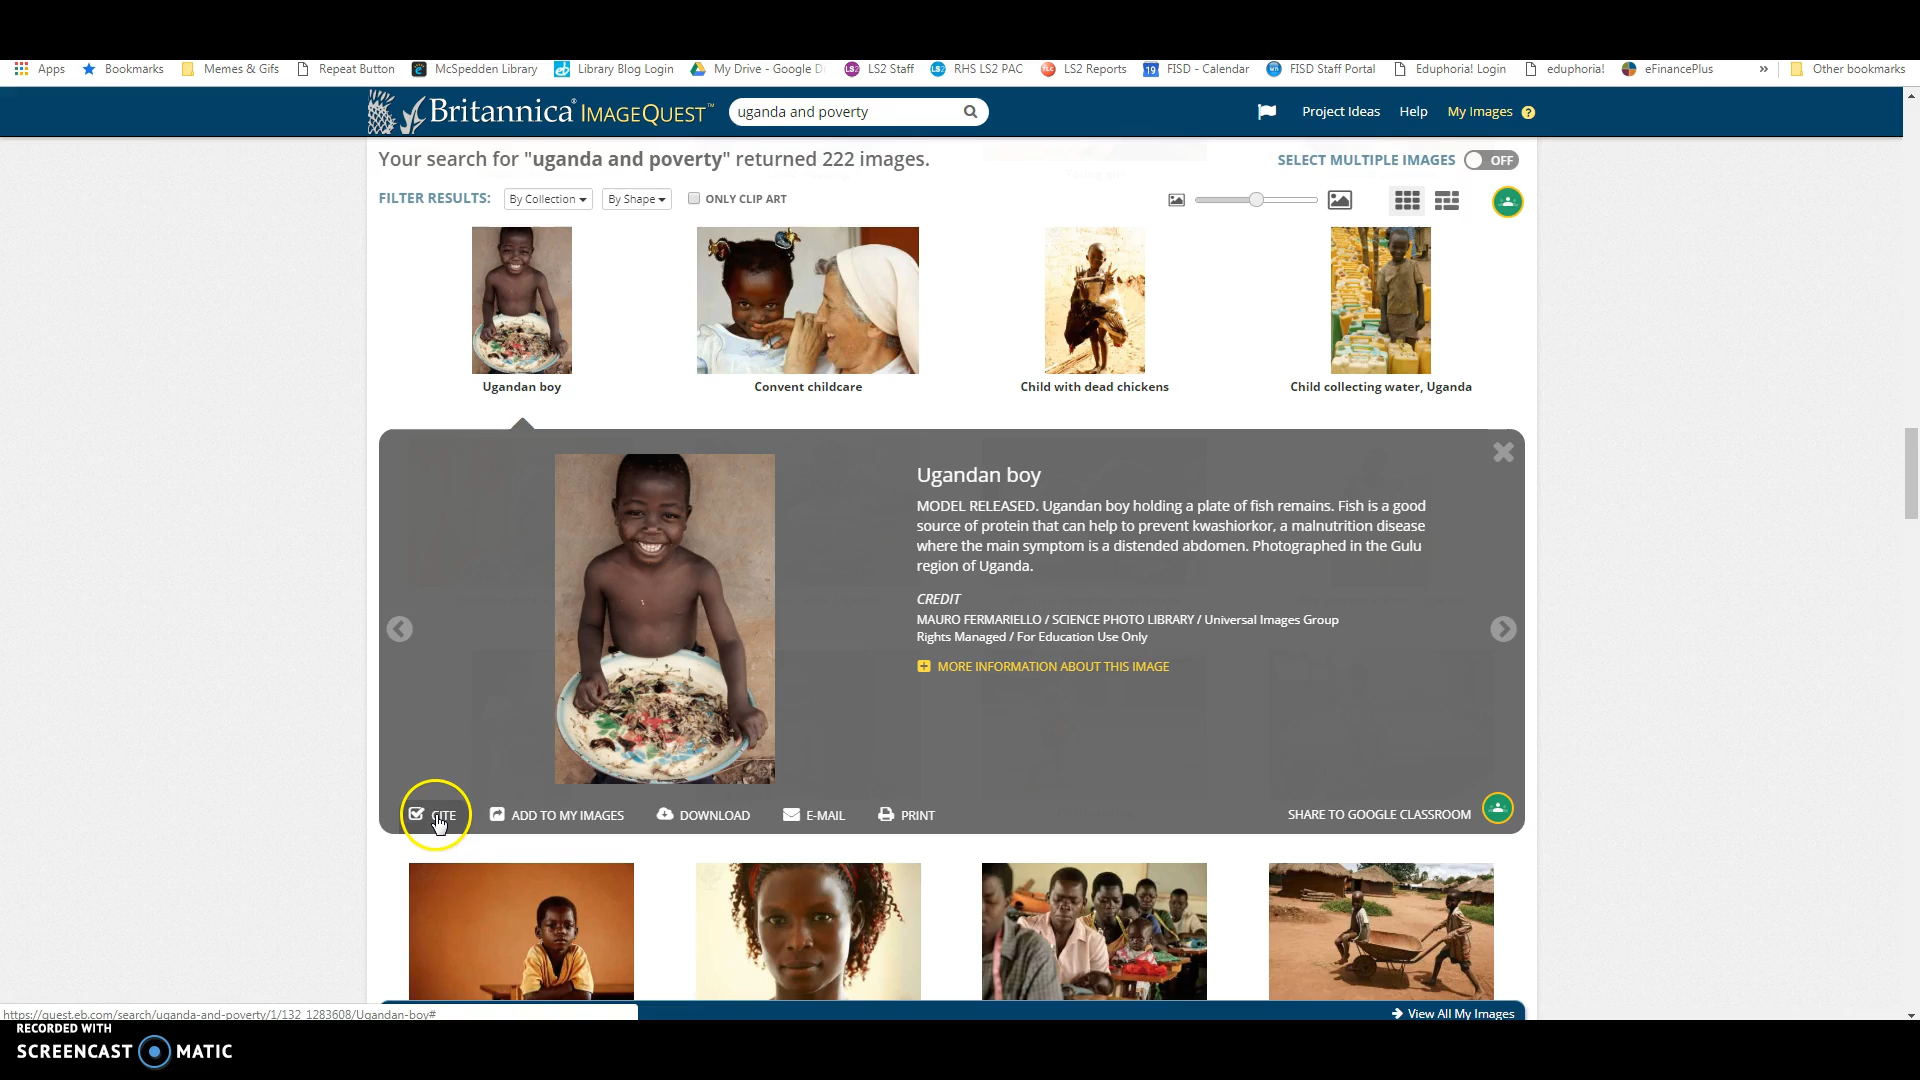 Apps Bookmarks Memes & Gifs Repeat Button McSpedden Library Library Blog Login My Drive - Google D LS2 Staff RHS LS2 PAC LS2 Reports FISD - Calendar FISD Staff Portal Eduphoria! Login eduphoria! eFinancePlus » Other bookmarks
Britannica® IMAGEQUEST™ uganda and poverty Project Ideas Help My Images ?
Your search for "uganda and poverty" returned 222 images. SELECT MULTIPLE IMAGES OFF
FILTER RESULTS: By Collection By Shape ONLY CLIP ART
Ugandan boy Convent childcare Child with dead chickens Child collecting water, Uganda
Ugandan boy
MODEL RELEASED. Ugandan boy holding a plate of fish remains. Fish is a good
source of protein that can help to prevent kwashiorkor, a malnutrition disease
where the main symptom is a distended abdomen. Photographed in the Gulu
region of Uganda.
CREDIT
MAURO FERMARIELLO / SCIENCE PHOTO LIBRARY / Universal Images Group
Rights Managed / For Education Use Only
MORE INFORMATION ABOUT THIS IMAGE
CITE ADD TO MY IMAGES DOWNLOAD E-MAIL PRINT SHARE TO GOOGLE CLASSROOM
https://quest.eb.com/search/uganda-and-poverty/1/132_1283608/Ugandan-boy# View All My Images
RECORDED WITH
SCREENCAST MATIC